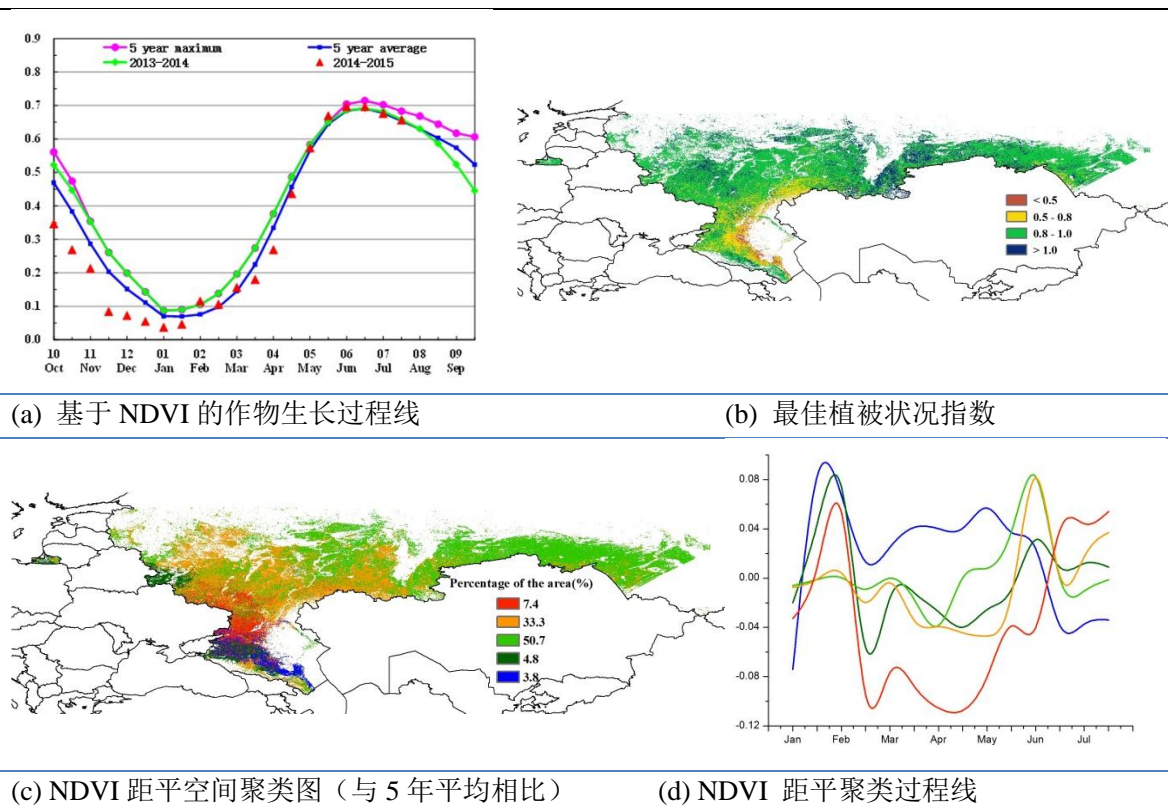 0.9
5 year maximum
5 year average
2013-2014
2014-2015
0.8
0.7
0.6
0.5
0.4
0.3
0.2
0.1
0.0
10 11 12 01 02 03 04 05 06 07 08 09
Oct Nov Dec Jan Feb Mar Apr May Jun Jul Aug Sep
< 0.5
0.5 - 0.8
0.8 - 1.0
> 1.0
(a) 基于 NDVI 的作物生长过程线
(b) 最佳植被状况指数
Percentage of the area(%)
7.4
33.3
50.7
4.8
3.8
0.08
0.04
0.00
-0.04
-0.08
-0.12
Jan Feb Mar Apr May Jun Jul
(c) NDVI 距平空间聚类图（与 5 年平均相比）
(d) NDVI 距平聚类过程线